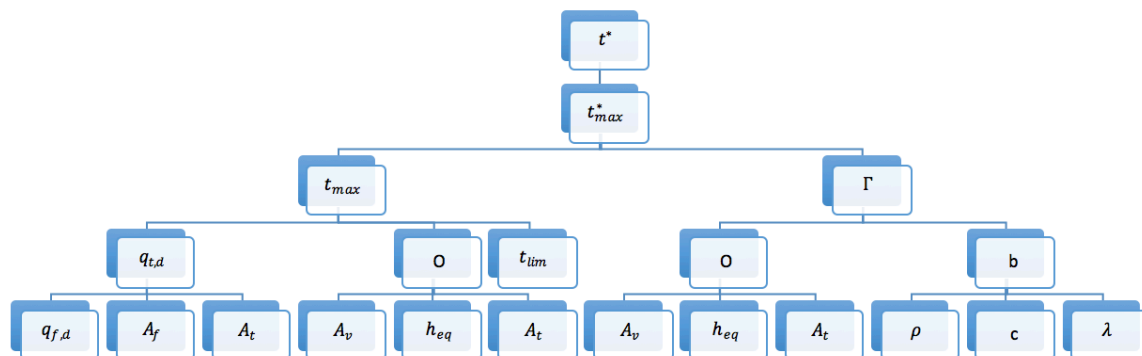 t*
t*max
tmax Γ
qt,d O tlim O b
qf,d Af At Av heq At Av heq At ρ c λ